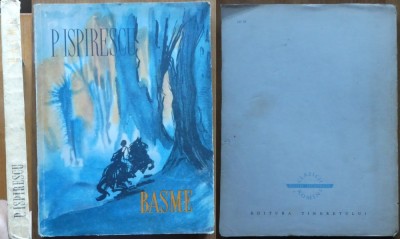 P. ISPIRESCU
P. ISPIRESCU
BASME
EDITURA TINERETULUI